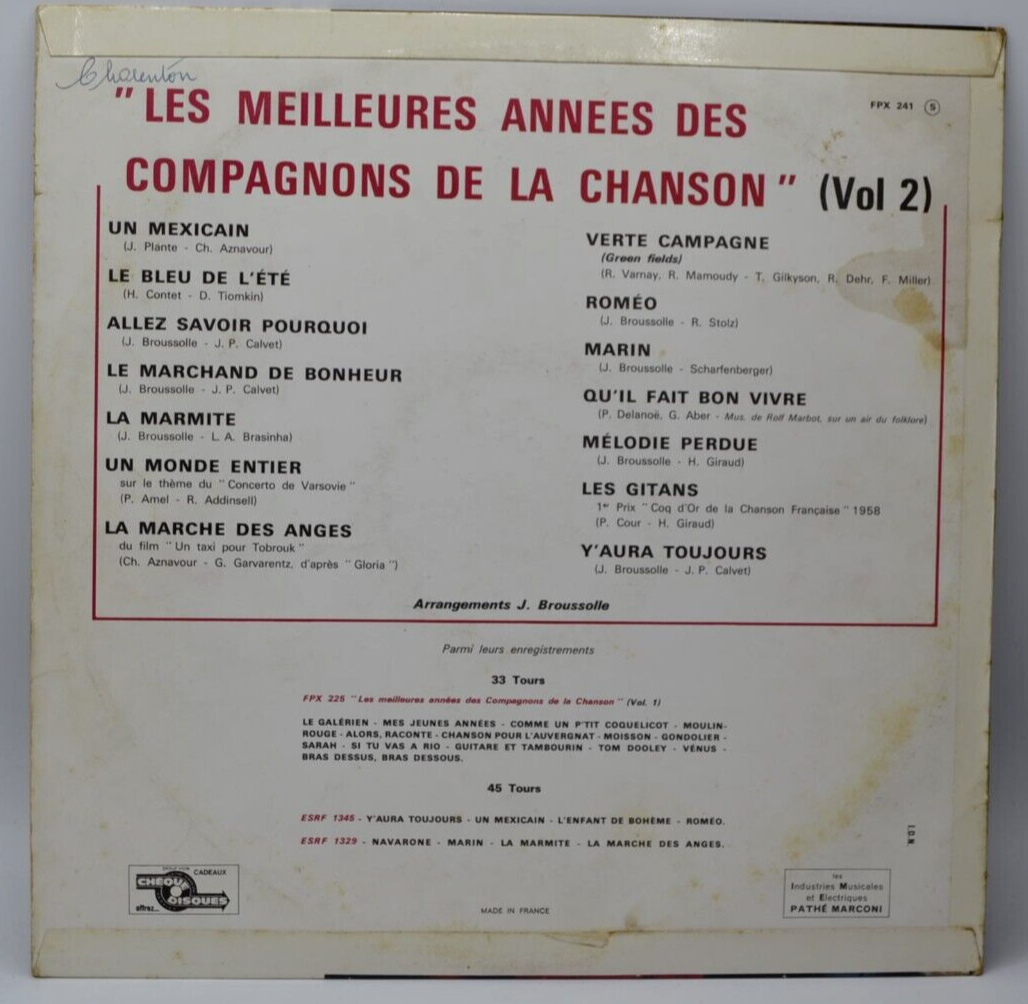 Charenton
"LES MEILLEURES ANNEES DES
COMPAGNONS DE LA CHANSON" (Vol 2)
FPX 241 S
UN MEXICAIN
(J. Plante - Ch. Aznavour)
LE BLEU DE L'ÉTÉ
(H. Contet - D. Tiomkin)
ALLEZ SAVOIR POURQUOI
(J. Broussolle - J. P. Calvet)
LE MARCHAND DE BONHEUR
(J. Broussolle - J. P. Calvet)
LA MARMITE
(J. Broussolle - L. A. Brasinha)
UN MONDE ENTIER
sur le thème du "Concerto de Varsovie"
(P. Amel - R. Addinsell)
LA MARCHE DES ANGES
du film "Un taxi pour Tobrouk"
(Ch. Aznavour - G. Garvarentz, d'après "Gloria")
VERTE CAMPAGNE
(Green fields)
(R. Varnay, R. Mamoudy - T. Gilkyson, R. Dehr, F. Miller)
ROMÉO
(J. Broussolle - R. Stolz)
MARIN
(J. Broussolle - Scharfenberger)
QU'IL FAIT BON VIVRE
(P. Delanoë, G. Aber - Mus. de Rolf Marbot, sur un air du folklore)
MÉLODIE PERDUE
(J. Broussolle - H. Giraud)
LES GITANS
1er Prix "Coq d'Or de la Chanson Française" 1958
(P. Cour - H. Giraud)
Y'AURA TOUJOURS
(J. Broussolle - J. P. Calvet)
Arrangements J. Broussolle
Parmi leurs enregistrements
33 Tours
FPX 225 "Les meilleures années des Compagnons de la Chanson" (Vol. 1)
LE GALÉRIEN - MES JEUNES ANNÉES - COMME UN P'TIT COQUELICOT - MOULIN-
ROUGE - ALORS, RACONTE - CHANSON POUR L'AUVERGNAT - MOISSON - GONDOLIER -
SARAH - SI TU VAS A RIO - GUITARE ET TAMBOURIN - TOM DOOLEY - VÉNUS -
BRAS DESSUS, BRAS DESSOUS.
45 Tours
ESRF 1345 - Y'AURA TOUJOURS - UN MEXICAIN - L'ENFANT DE BOHÈME - ROMÉO.
ESRF 1329 - NAVARONE - MARIN - LA MARMITE - LA MARCHE DES ANGES.
I.D.N.
CADEAUX
CHÈQU
DISQUES
offrez...
MADE IN FRANCE
les
Industries Musicales
et Electriques
PATHÉ MARCONI